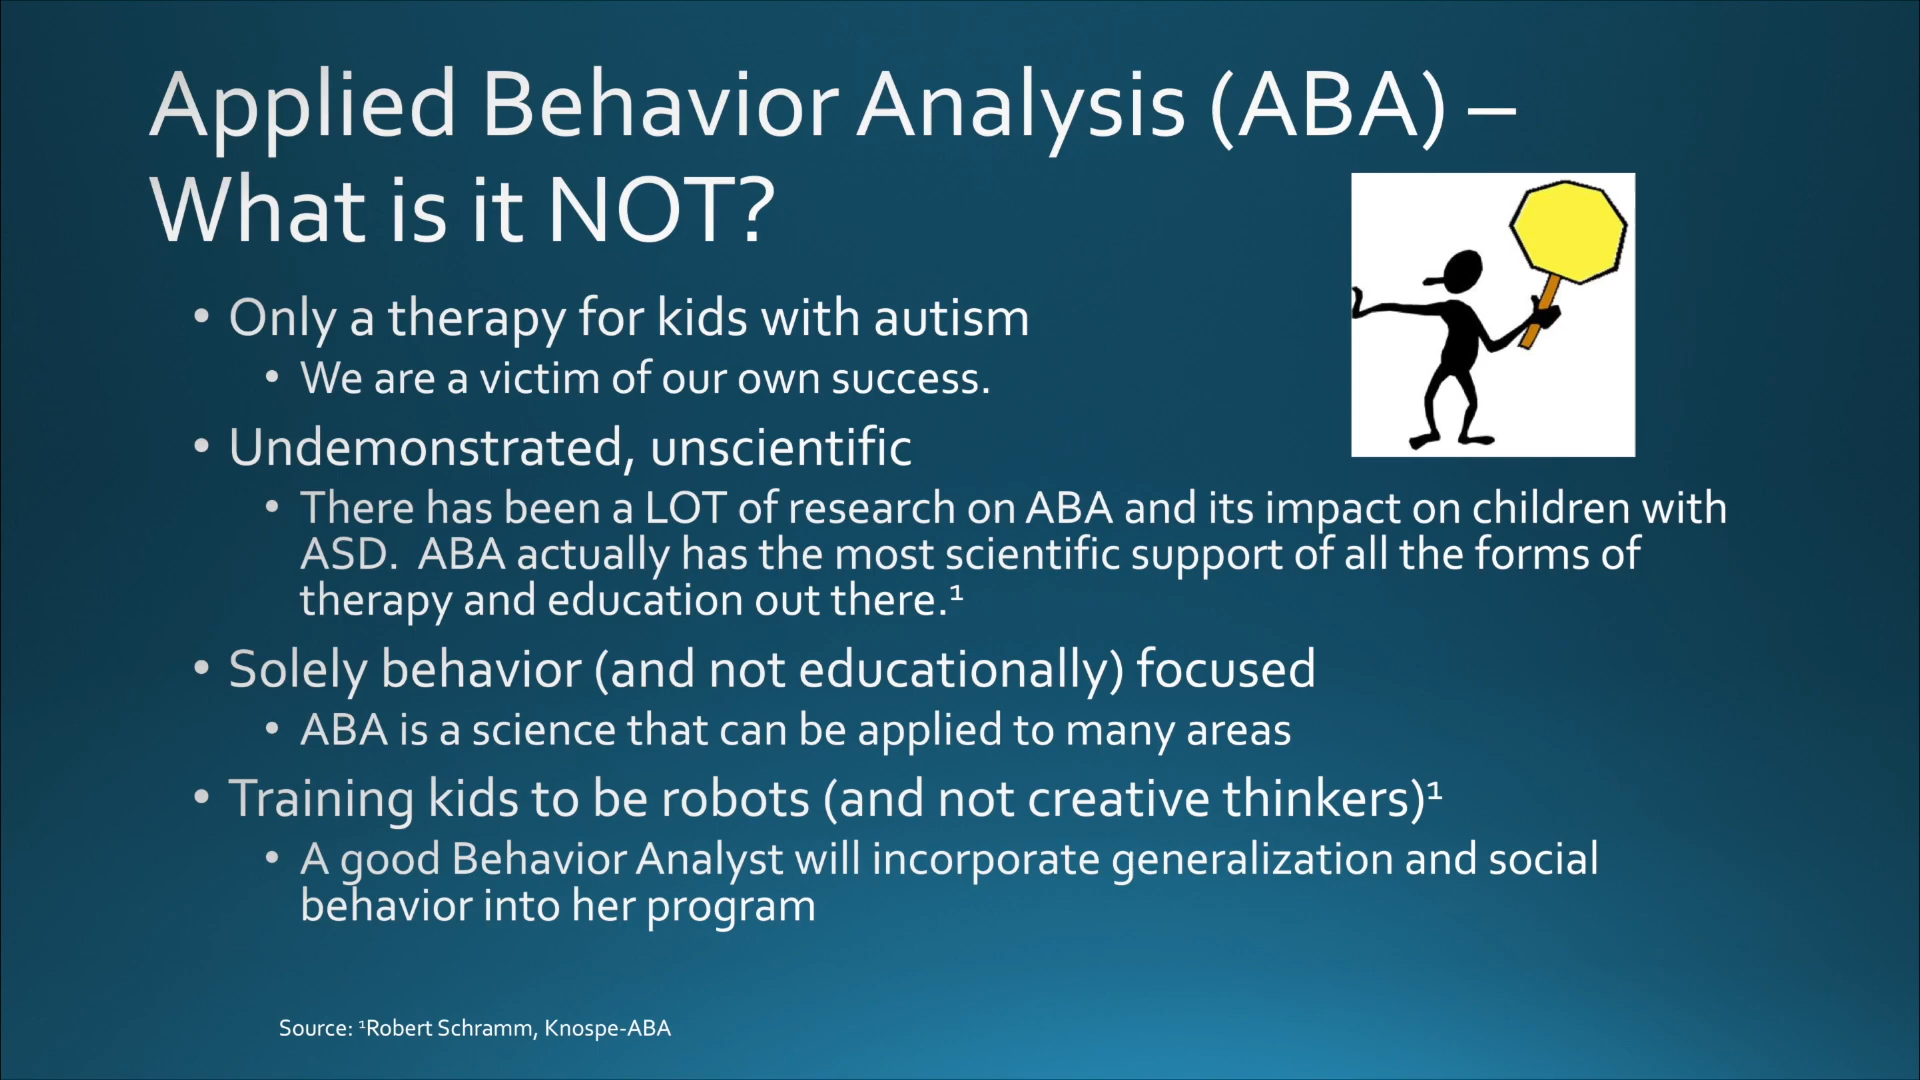 Applied Behavior Analysis (ABA) –
What is it NOT?
• Only a therapy for kids with autism
• We are a victim of our own success.
• Undemonstrated, unscientific
• There has been a LOT of research on ABA and its impact on children with
ASD.  ABA actually has the most scientific support of all the forms of
therapy and education out there.¹
• Solely behavior (and not educationally) focused
• ABA is a science that can be applied to many areas
• Training kids to be robots (and not creative thinkers)¹
• A good Behavior Analyst will incorporate generalization and social
behavior into her program
Source: ¹Robert Schramm, Knospe-ABA